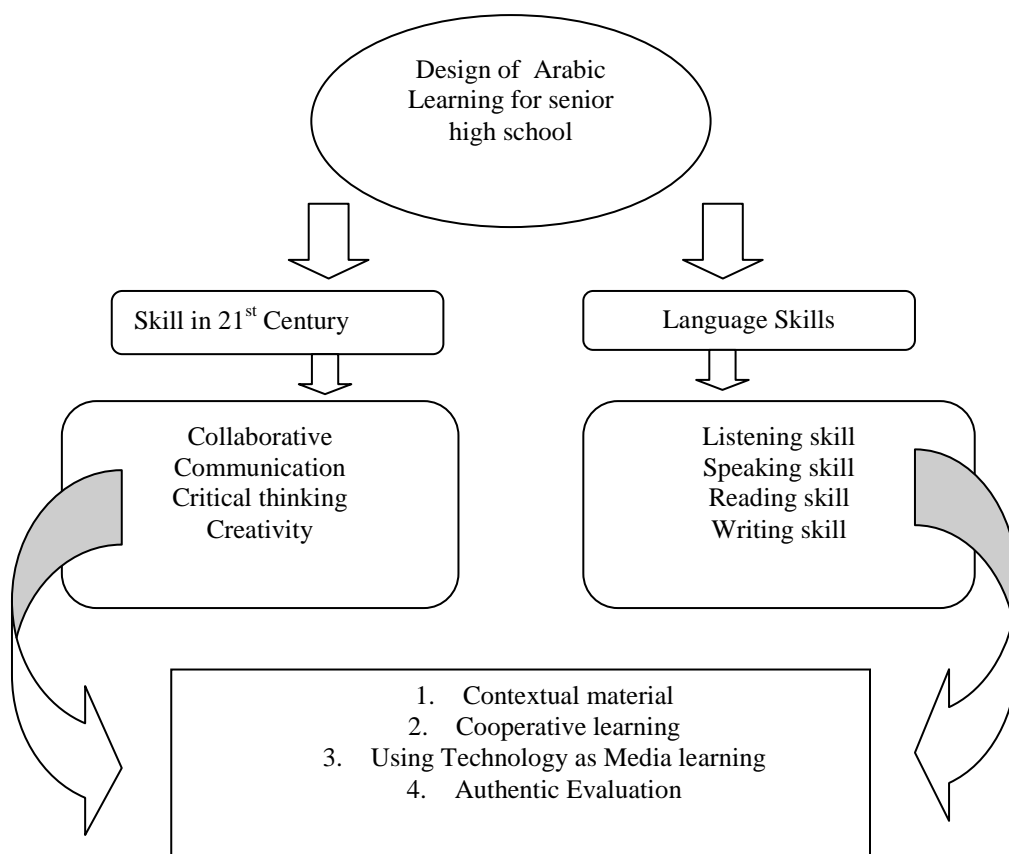 Design of Arabic
Learning for senior
high school
Skill in 21st Century
Language Skills
Collaborative
Communication
Critical thinking
Creativity
Listening skill
Speaking skill
Reading skill
Writing skill
1. Contextual material
2. Cooperative learning
3. Using Technology as Media learning
4. Authentic Evaluation